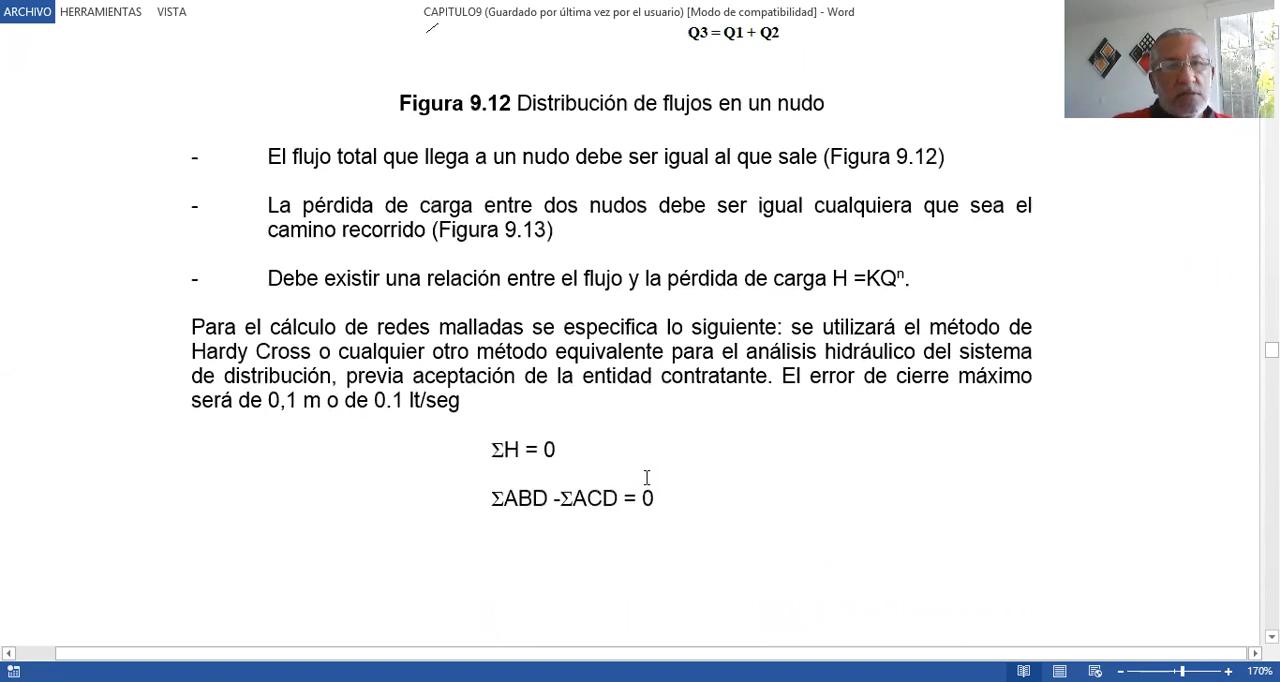 ARCHIVO HERRAMIENTAS VISTA CAPITULO9 (Guardado por última vez por el usuario) [Modo de compatibilidad] - Word
Q3 = Q1 + Q2
Figura 9.12 Distribución de flujos en un nudo
- El flujo total que llega a un nudo debe ser igual al que sale (Figura 9.12)
- La pérdida de carga entre dos nudos debe ser igual cualquiera que sea el
camino recorrido (Figura 9.13)
- Debe existir una relación entre el flujo y la pérdida de carga H =KQⁿ.
Para el cálculo de redes malladas se especifica lo siguiente: se utilizará el método de
Hardy Cross o cualquier otro método equivalente para el análisis hidráulico del sistema
de distribución, previa aceptación de la entidad contratante. El error de cierre máximo
será de 0,1 m o de 0.1 lt/seg
ΣH = 0
ΣABD -ΣACD = 0
170%